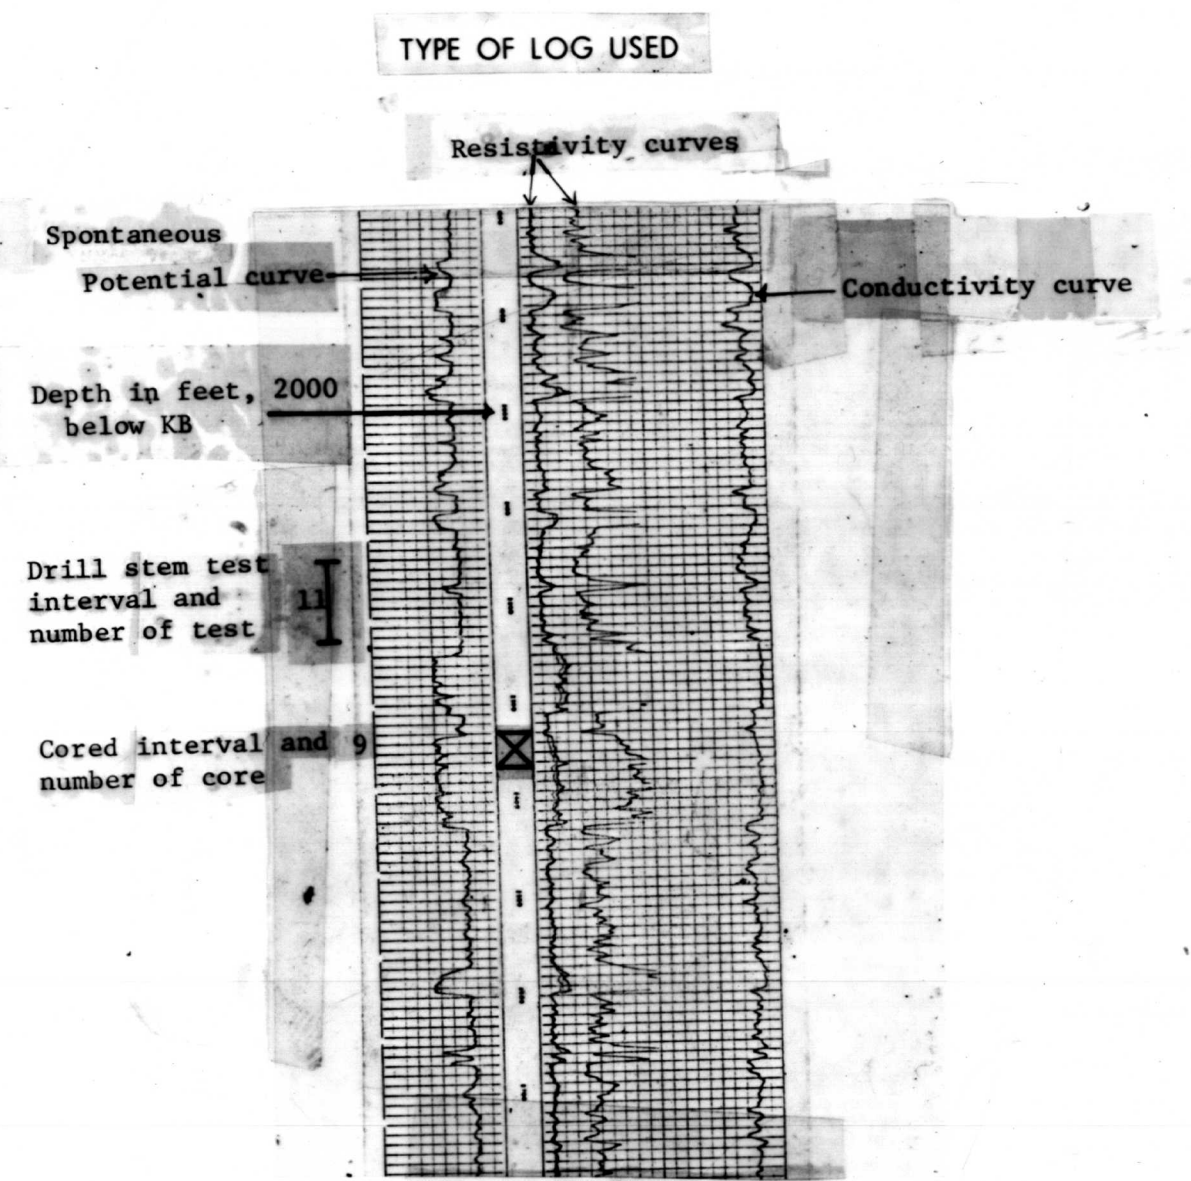 TYPE OF LOG USED
Resistivity curves
Spontaneous
Potential curve
Conductivity curve
Depth in feet, 2000
below KB
Drill stem test
interval and 11
number of test
Cored interval and 9
number of core